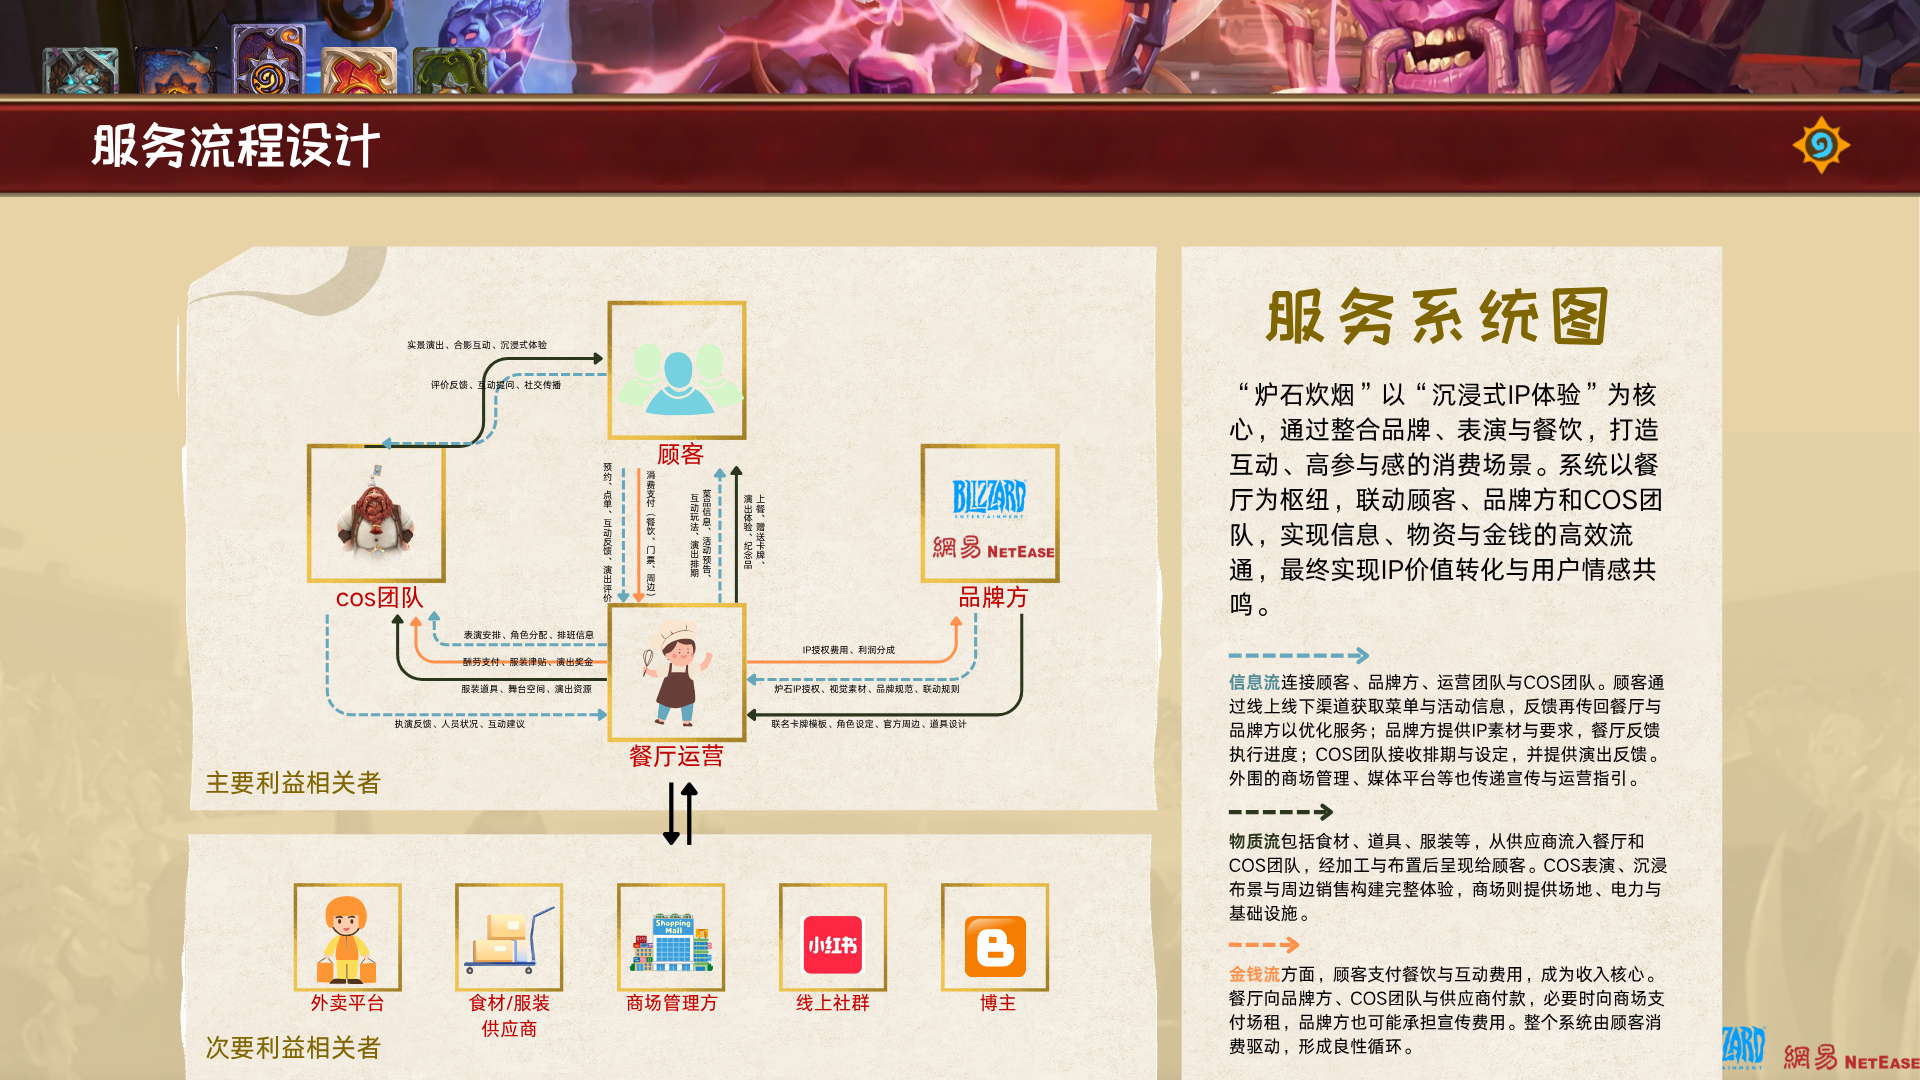 服务流程设计
实景演出、合影互动、沉浸式体验
评价反馈、互动提问、社交传播
顾客
预约、点单、互动反馈、演出评价
消费支付（餐饮、门票、周边）
菜品信息、活动预告、
互动玩法、演出排期
上餐、赠送卡牌、
演出体验、纪念品
BLIZZARD
ENTERTAINMENT
網易 NETEASE
cos团队
品牌方
表演安排、角色分配、排班信息
酬劳支付、服装津贴、演出奖金
服装道具、舞台空间、演出资源
执演反馈、人员状况、互动建议
IP授权费用、利润分成
炉石IP授权、视觉素材、品牌规范、联动规则
联名卡牌模板、角色设定、官方周边、道具设计
餐厅运营
主要利益相关者
Shopping
Mall
小红书
外卖平台
食材/服装
供应商
商场管理方
线上社群
博主
次要利益相关者
服务系统图
“炉石炊烟”以“沉浸式IP体验”为核
心，通过整合品牌、表演与餐饮，打造
互动、高参与感的消费场景。系统以餐
厅为枢纽，联动顾客、品牌方和COS团
队，实现信息、物资与金钱的高效流
通，最终实现IP价值转化与用户情感共
鸣。
信息流连接顾客、品牌方、运营团队与COS团队。顾客通
过线上线下渠道获取菜单与活动信息，反馈再传回餐厅与
品牌方以优化服务；品牌方提供IP素材与要求，餐厅反馈
执行进度；COS团队接收排期与设定，并提供演出反馈。
外围的商场管理、媒体平台等也传递宣传与运营指引。
物质流包括食材、道具、服装等，从供应商流入餐厅和
COS团队，经加工与布置后呈现给顾客。COS表演、沉浸
布景与周边销售构建完整体验，商场则提供场地、电力与
基础设施。
金钱流方面，顾客支付餐饮与互动费用，成为收入核心。
餐厅向品牌方、COS团队与供应商付款，必要时向商场支
付场租，品牌方也可能承担宣传费用。整个系统由顾客消
费驱动，形成良性循环。
ZARD
TAINMENT
網易 NETEASE